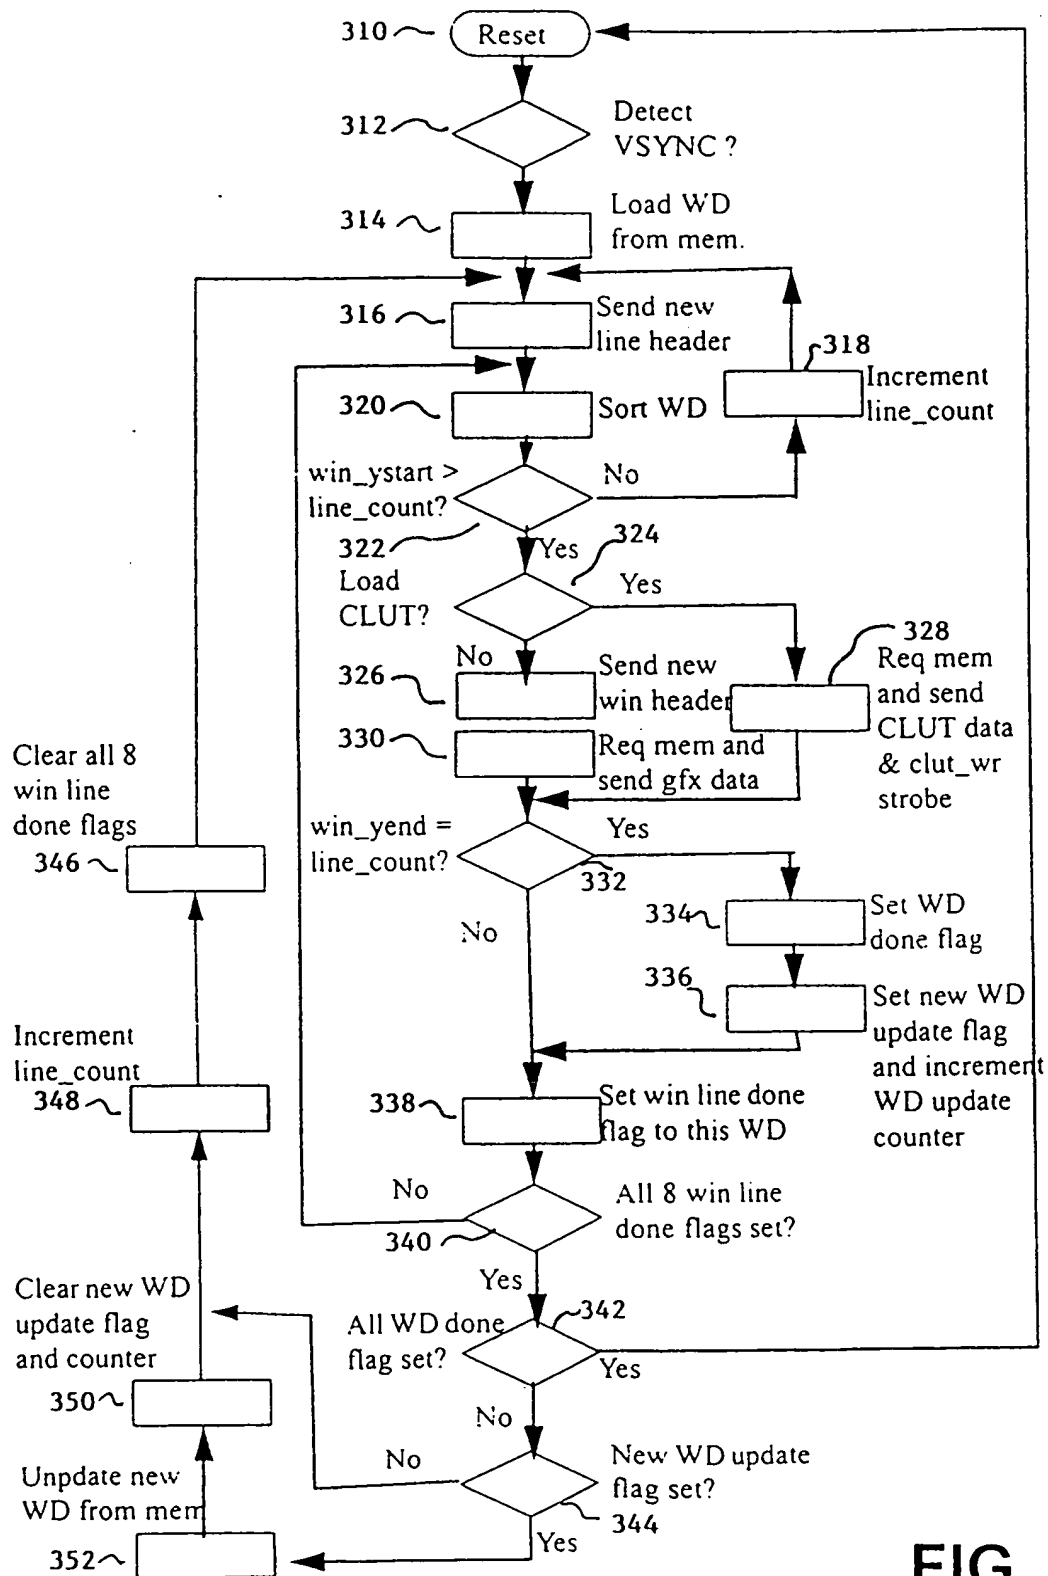 310
Reset
312
Detect
VSYNC ?
314
Load WD
from mem.
316
Send new
line header
318
Increment
line_count
320
Sort WD
win_ystart >
line_count?
No
322
Yes
324
Load
CLUT?
Yes
No
326
Send new
win header
328
Req mem
and send
CLUT data
& clut_wr
strobe
330
Req mem and
send gfx data
Clear all 8
win line
done flags
346
win_yend =
line_count?
Yes
332
No
334
Set WD
done flag
336
Set new WD
update flag
and increment
WD update
counter
Increment
line_count
348
338
Set win line done
flag to this WD
No
340
All 8 win line
done flags set?
Yes
Clear new WD
update flag
and counter
350
All WD done
flag set?
342
Yes
No
No
New WD update
flag set?
344
Yes
Unpdate new
WD from mem
352
FIG